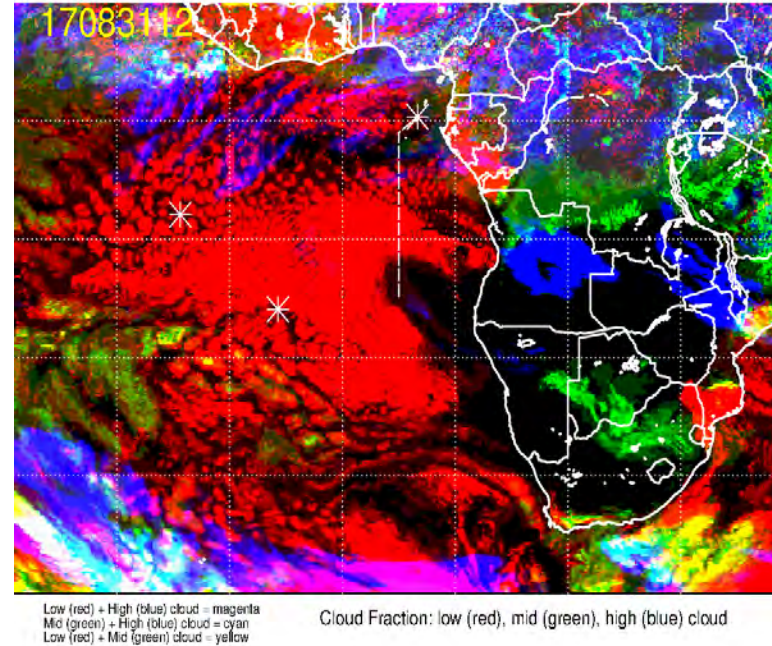 17083112
Low (red) + High (blue) cloud = magenta
Mid (green) + High (blue) cloud = cyan
Low (red) + Mid (green) cloud = yellow
Cloud Fraction: low (red), mid (green), high (blue) cloud